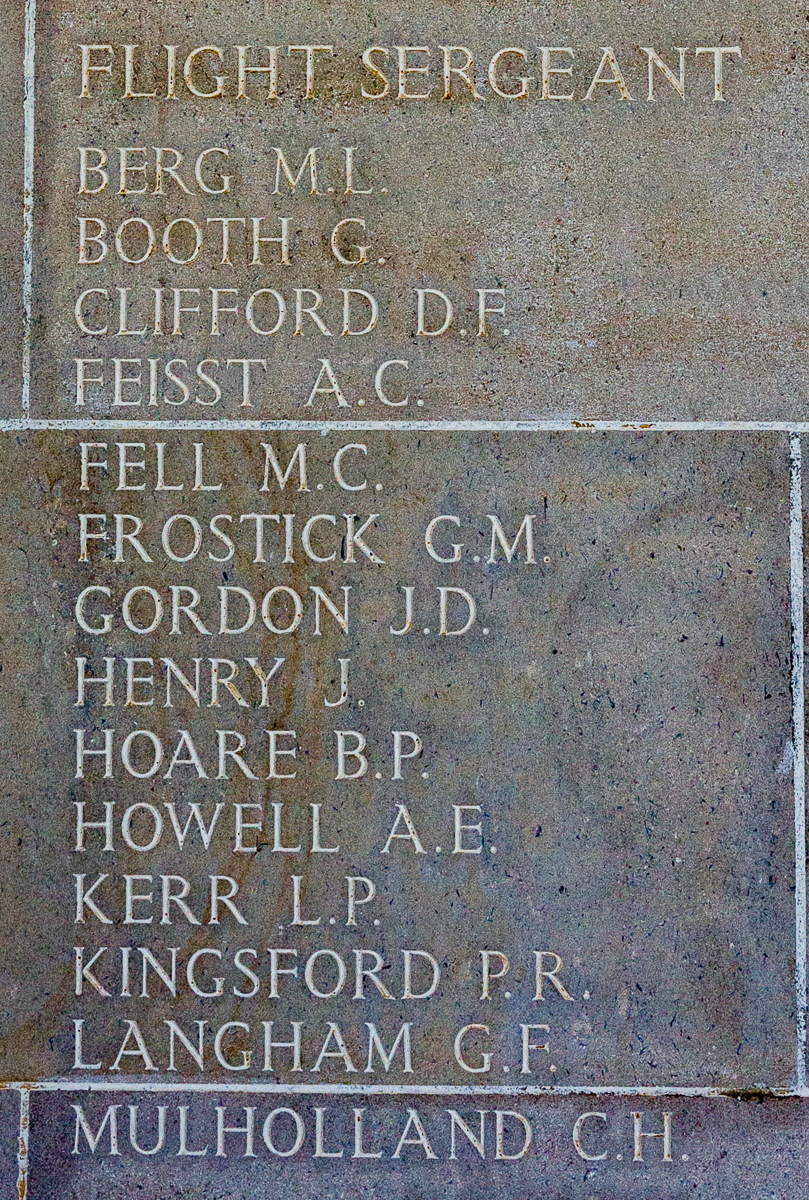 FLIGHT SERGEANT
BERG M.L.
BOOTH G.
CLIFFORD D.F.
FEISST A.C.
FELL M.C.
FROSTICK G.M.
GORDON J.D.
HENRY J.
HOARE B.P.
HOWELL A.E.
KERR L.P.
KINGSFORD P.R.
LANGHAM G.F.
MULHOLLAND C.H.